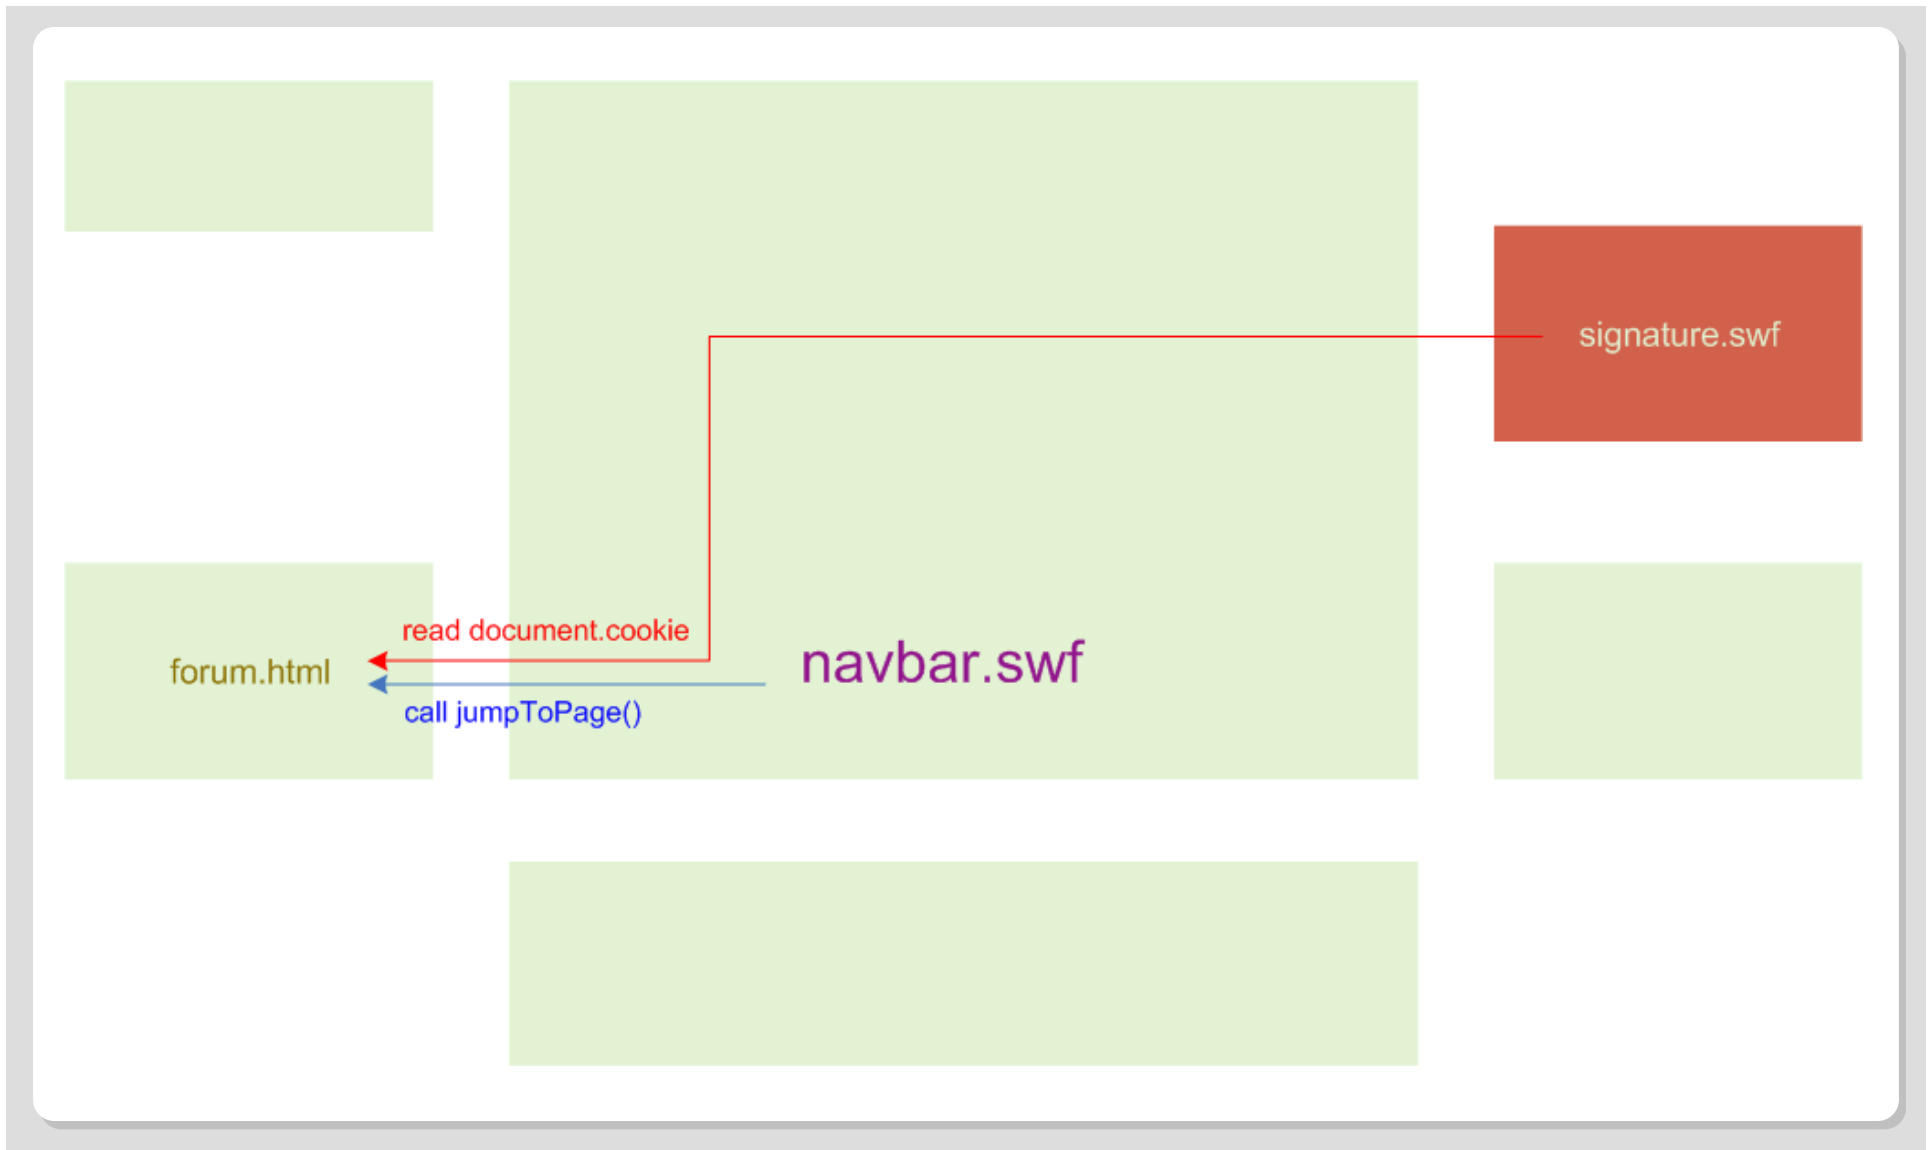 signature.swf
read document.cookie
forum.html
navbar.swf
call jumpToPage()